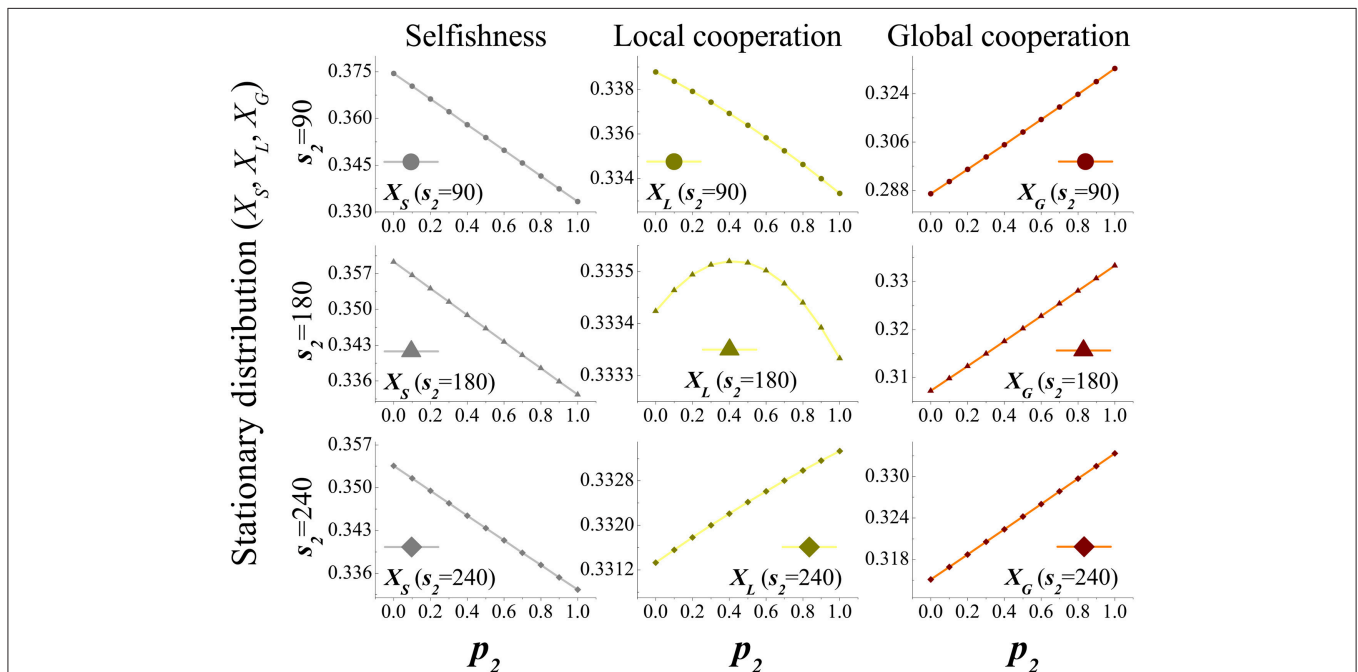 Selfishness
Local cooperation
Global cooperation
Stationary distribution (X_S, X_L, X_G)
s_2=90
0.375
0.360
0.345
0.330
X_S (s_2=90)
0.0 0.2 0.4 0.6 0.8 1.0
0.338
0.336
0.334
X_L (s_2=90)
0.0 0.2 0.4 0.6 0.8 1.0
0.324
0.306
0.288
X_G (s_2=90)
0.0 0.2 0.4 0.6 0.8 1.0
s_2=180
0.357
0.350
0.343
0.336
X_S (s_2=180)
0.0 0.2 0.4 0.6 0.8 1.0
0.3335
0.3334
0.3333
X_L (s_2=180)
0.0 0.2 0.4 0.6 0.8 1.0
0.33
0.32
0.31
X_G (s_2=180)
0.0 0.2 0.4 0.6 0.8 1.0
s_2=240
0.357
0.350
0.343
0.336
X_S (s_2=240)
0.0 0.2 0.4 0.6 0.8 1.0
0.3328
0.3320
0.3312
X_L (s_2=240)
0.0 0.2 0.4 0.6 0.8 1.0
0.330
0.324
0.318
X_G (s_2=240)
0.0 0.2 0.4 0.6 0.8 1.0
p_2
p_2
p_2